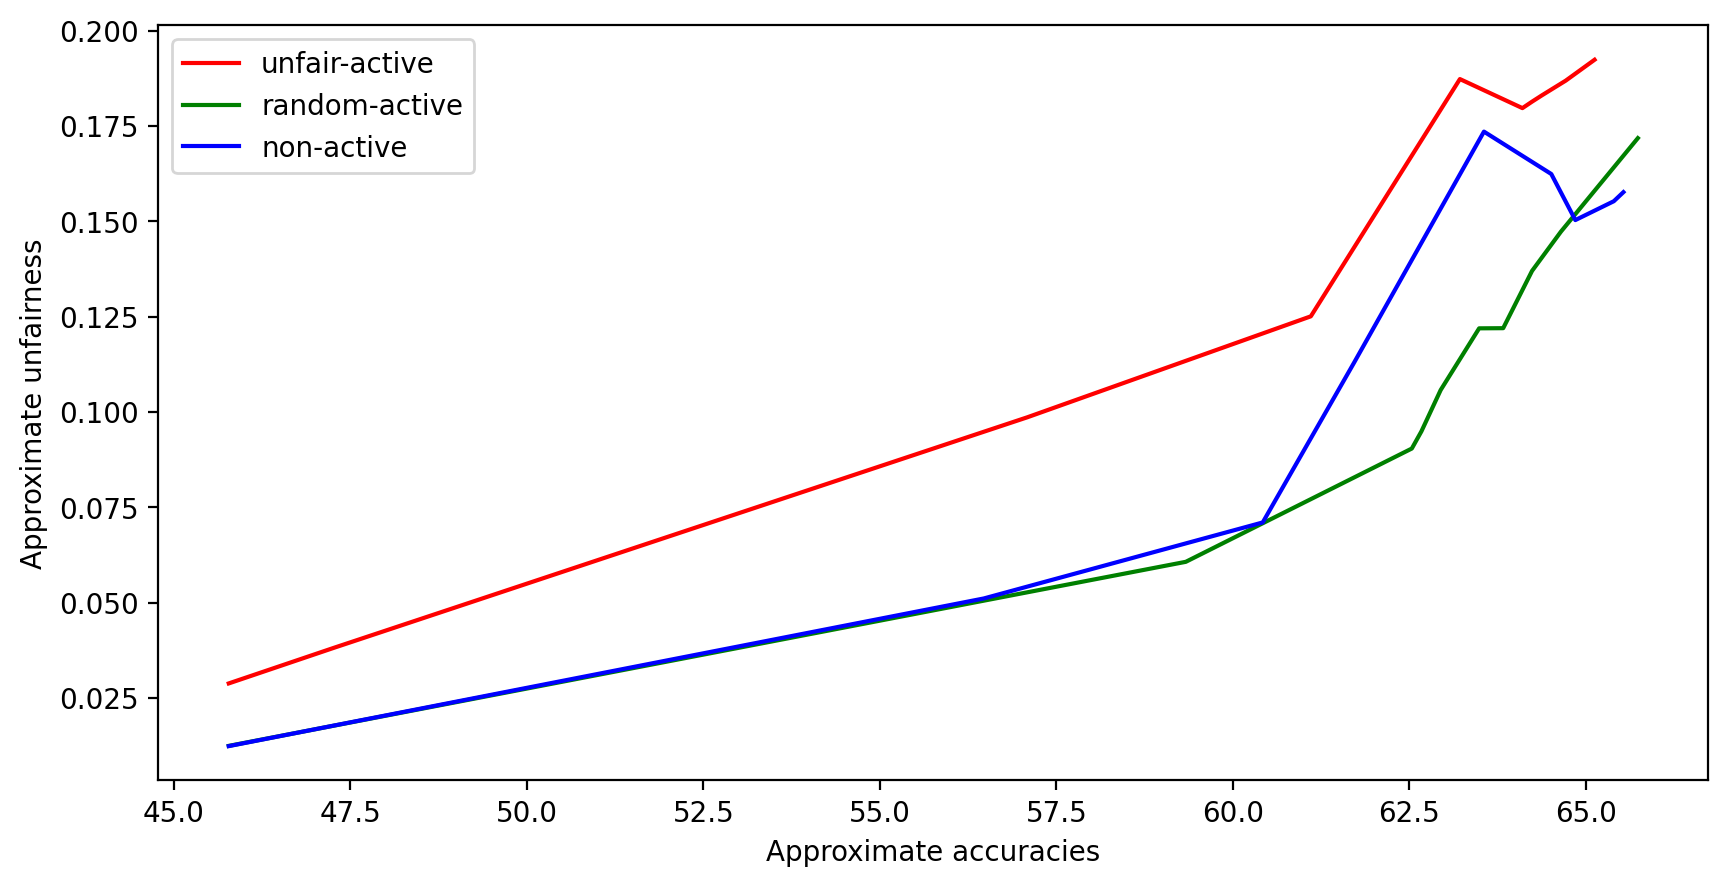 0.200
0.175
0.150
0.125
0.100
0.075
0.050
0.025
Approximate unfairness
unfair-active
random-active
non-active
45.0 47.5 50.0 52.5 55.0 57.5 60.0 62.5 65.0
Approximate accuracies